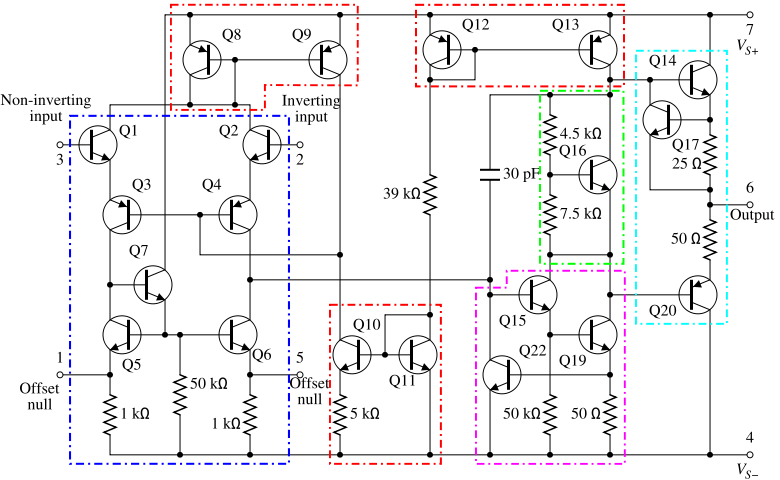 Q8
Q9
Q12
Q13
7
V_S+
Q14
Non-inverting
input
Inverting
input
Q1
Q2
3
2
4.5 kΩ
Q16
Q17
25 Ω
30 pF
Q3
Q4
39 kΩ
7.5 kΩ
6
Output
Q7
50 Ω
Q15
Q20
Q10
1
Q5
Q6
5
Offset
null
Offset
null
Q11
Q22
Q19
50 kΩ
1 kΩ
1 kΩ
5 kΩ
50 kΩ
50 Ω
4
V_S−